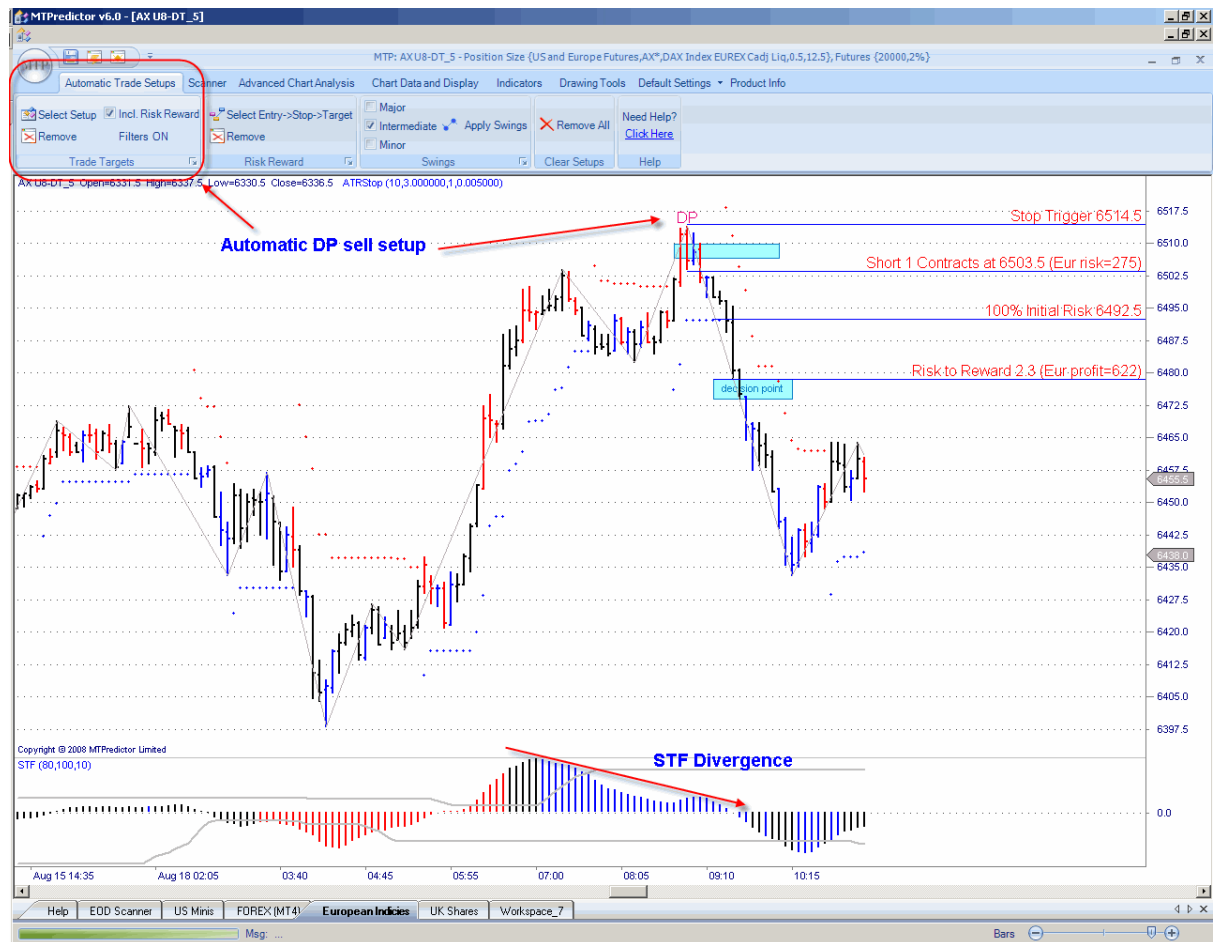 MTPredictor v6.0 - [AX U8-DT_5]
MTP
MTP: AX U8-DT_5 - Position Size {US and Europe Futures,AX*,DAX Index EUREX Cadj Liq,0.5,12.5}, Futures {20000,2%}
Automatic Trade Setups Scanner Advanced Chart Analysis Chart Data and Display Indicators Drawing Tools Default Settings Product Info
Select Setup Incl. Risk Reward
Remove Filters ON
Trade Targets
Select Entry->Stop->Target
Remove
Risk Reward
Major
Intermediate Apply Swings
Minor
Swings
Remove All
Clear Setups
Need Help?
Click Here
Help
AX U8-DT_5 Open=6331.5 High=6337.5 Low=6330.5 Close=6336.5 ATRStop (10,3.000000,1,0.005000)
DP
Automatic DP sell setup
Stop Trigger 6514.5
Short 1 Contracts at 6503.5 (Eur risk=275)
100% Initial Risk 6492.5
Risk to Reward 2.3 (Eur profit=622)
decision point
6517.5
6510.0
6502.5
6495.0
6487.5
6480.0
6472.5
6465.0
6457.5
6455.5
6450.0
6442.5
6438.0
6435.0
6427.5
6420.0
6412.5
6405.0
6397.5
Copyright © 2008 MTPredictor Limited
STF (80,100,10)
STF Divergence
0.0
Aug 15 14:35 Aug 18 02:05 03:40 04:45 05:55 07:00 08:05 09:10 10:15
Help EOD Scanner US Minis FOREX (MT4) European Indicies UK Shares Workspace_7
Msg: ...
Bars